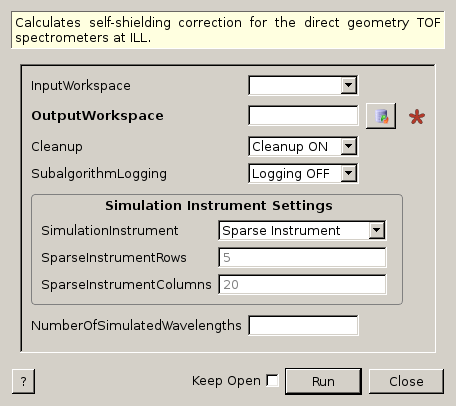 Calculates self-shielding correction for the direct geometry TOF
spectrometers at ILL.
InputWorkspace
OutputWorkspace
Cleanup Cleanup ON
SubalgorithmLogging Logging OFF
Simulation Instrument Settings
SimulationInstrument Sparse Instrument
SparseInstrumentRows 5
SparseInstrumentColumns 20
NumberOfSimulatedWavelengths
? Keep Open Run Close